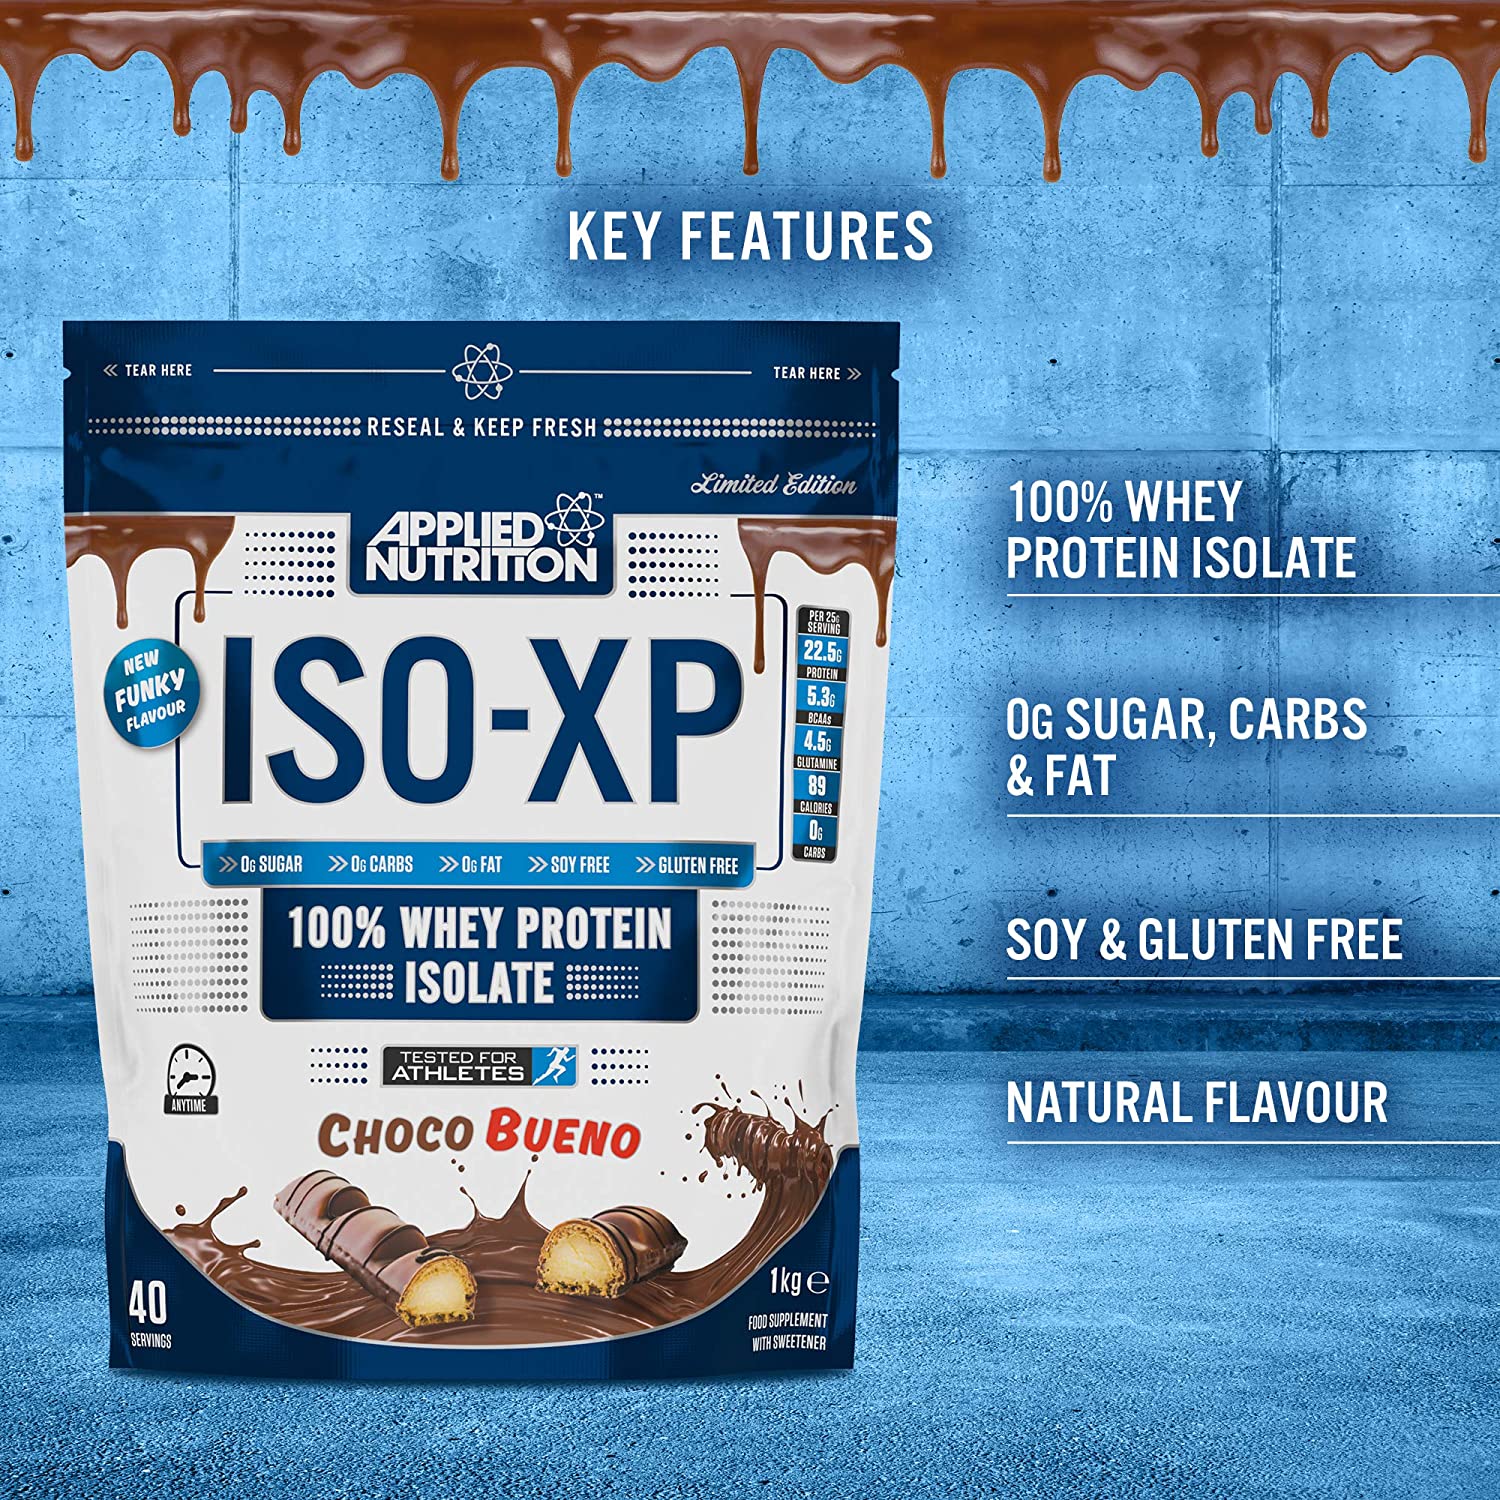 KEY FEATURES
« TEAR HERE
TEAR HERE »
RESEAL & KEEP FRESH
Limited Edition
APPLIED
NUTRITION™
NEW
FUNKY
FLAVOUR
ISO-XP
PER 25G
SERVING
22.5G
PROTEIN
5.3G
BCAAs
4.5G
GLUTAMINE
89
CALORIES
0G
CARBS
» 0G SUGAR » 0G CARBS » 0G FAT » SOY FREE » GLUTEN FREE
100% WHEY PROTEIN
ISOLATE
TESTED FOR
ATHLETES
ANYTIME
CHOCO BUENO
40
SERVINGS
1kg ℮
FOOD SUPPLEMENT
WITH SWEETENER
100% WHEY
PROTEIN ISOLATE
0G SUGAR, CARBS
& FAT
SOY & GLUTEN FREE
NATURAL FLAVOUR